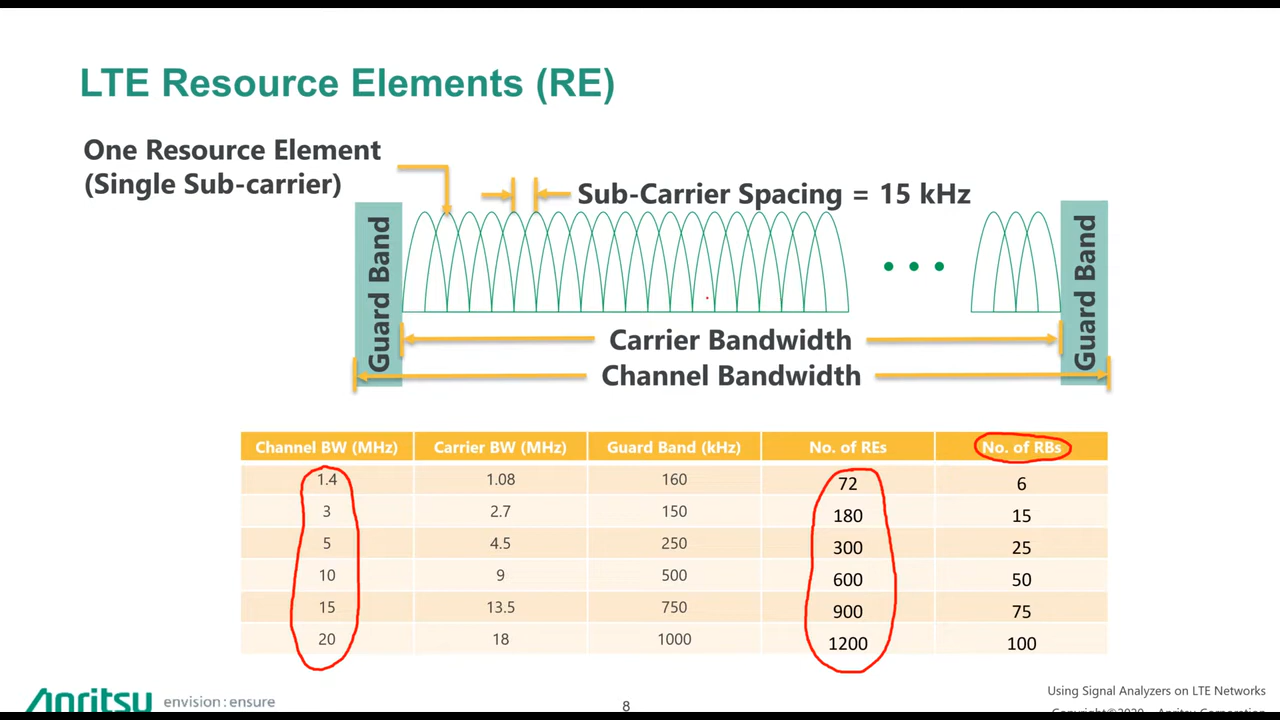 LTE Resource Elements (RE)
One Resource Element
(Single Sub-carrier)
Sub-Carrier Spacing = 15 kHz
Guard Band
Guard Band
Carrier Bandwidth
Channel Bandwidth
Channel BW (MHz) Carrier BW (MHz) Guard Band (kHz) No. of REs No. of RBs
1.4 1.08 160 72 6
3 2.7 150 180 15
5 4.5 250 300 25
10 9 500 600 50
15 13.5 750 900 75
20 18 1000 1200 100
Anritsu envision : ensure
8
Using Signal Analyzers on LTE Networks
Copyright©2020 Anritsu Corporation